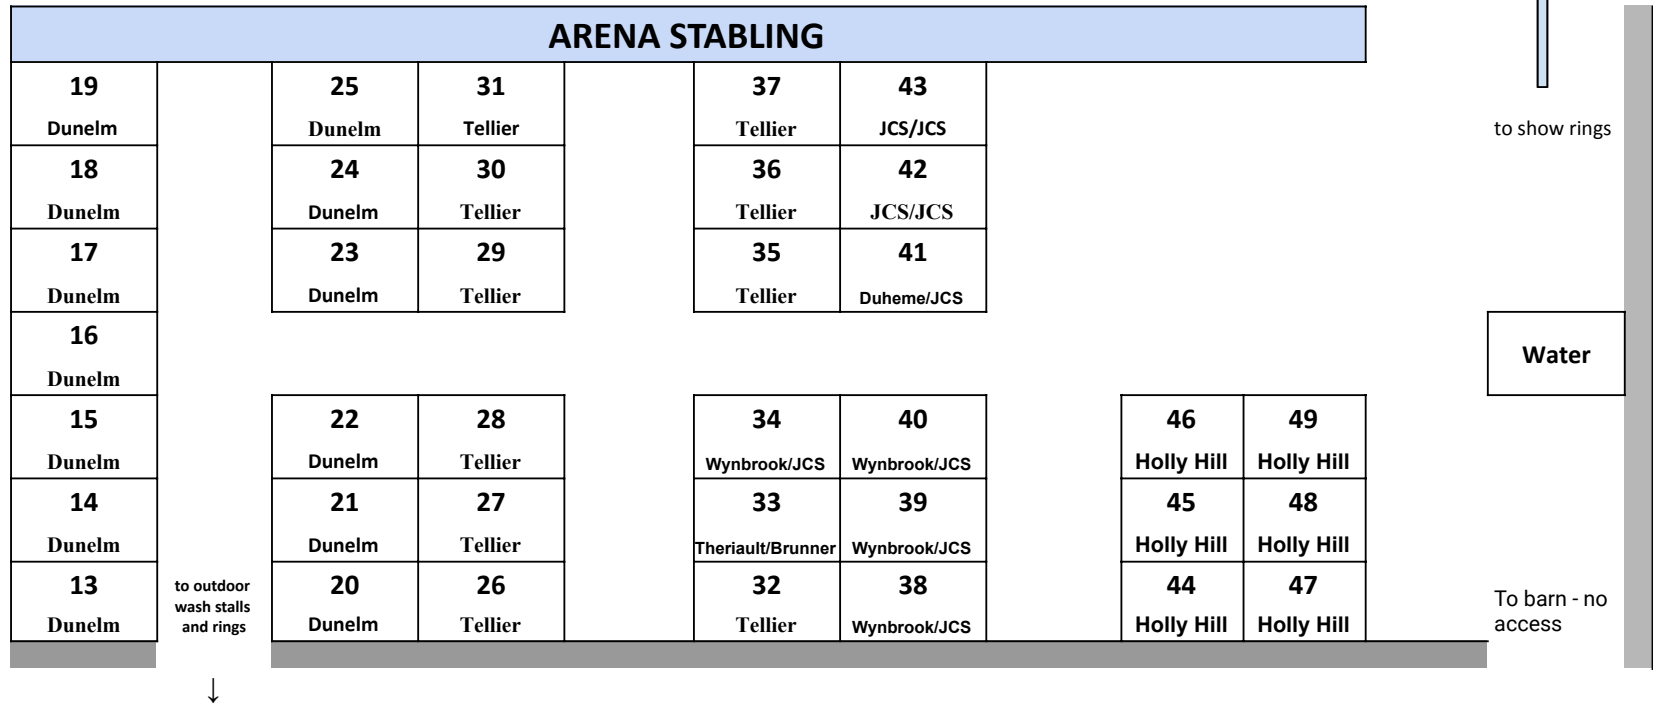 ARENA STABLING
19 25 31 37 43
Dunelm Dunelm Tellier Tellier JCS/JCS to show rings
18 24 30 36 42
Dunelm Dunelm Tellier Tellier JCS/JCS
17 23 29 35 41
Dunelm Dunelm Tellier Tellier Duheme/JCS
16
Dunelm
Water
15 22 28 34 40 46 49
Dunelm Dunelm Tellier Wynbrook/JCS Wynbrook/JCS Holly Hill Holly Hill
14 21 27 33 39 45 48
Dunelm Dunelm Tellier Theriault/Brunner Wynbrook/JCS Holly Hill Holly Hill
13 20 26 32 38 44 47
Dunelm Dunelm Tellier Tellier Wynbrook/JCS Holly Hill Holly Hill
to outdoor
wash stalls
and rings
To barn - no
access
↓